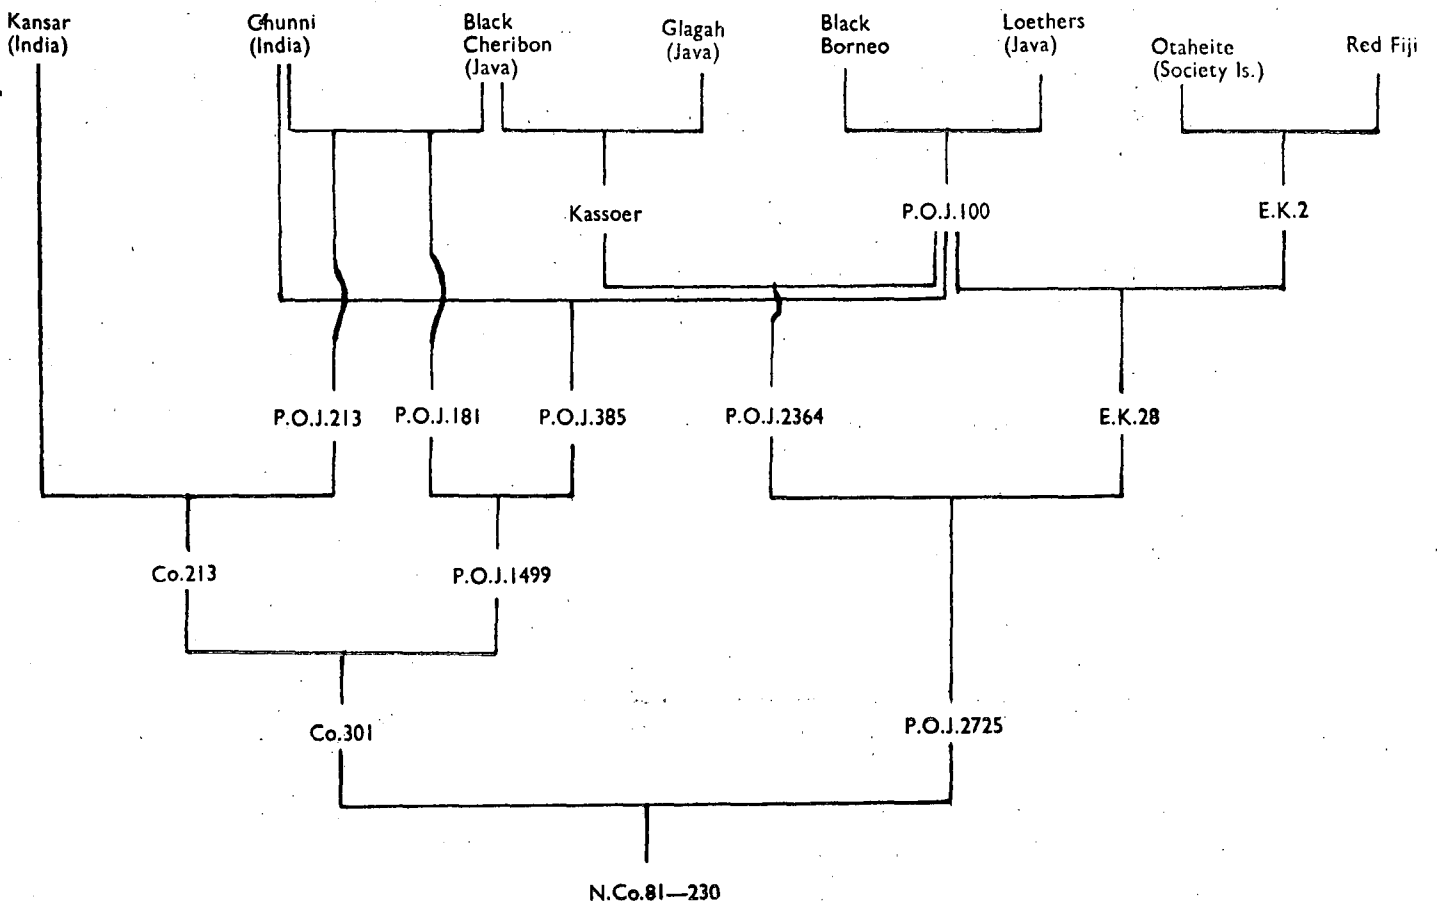 Kansar
(India)
Chunni
(India)
Black
Cheribon
(Java)
Glagah
(Java)
Black
Borneo
Loethers
(Java)
Otaheite
(Society Is.)
Red Fiji
Kassoer
P.O.J.100
E.K.2
P.O.J.213
P.O.J.181
P.O.J.385
P.O.J.2364
E.K.28
Co.213
P.O.J.1499
Co.301
P.O.J.2725
N.Co.81—230